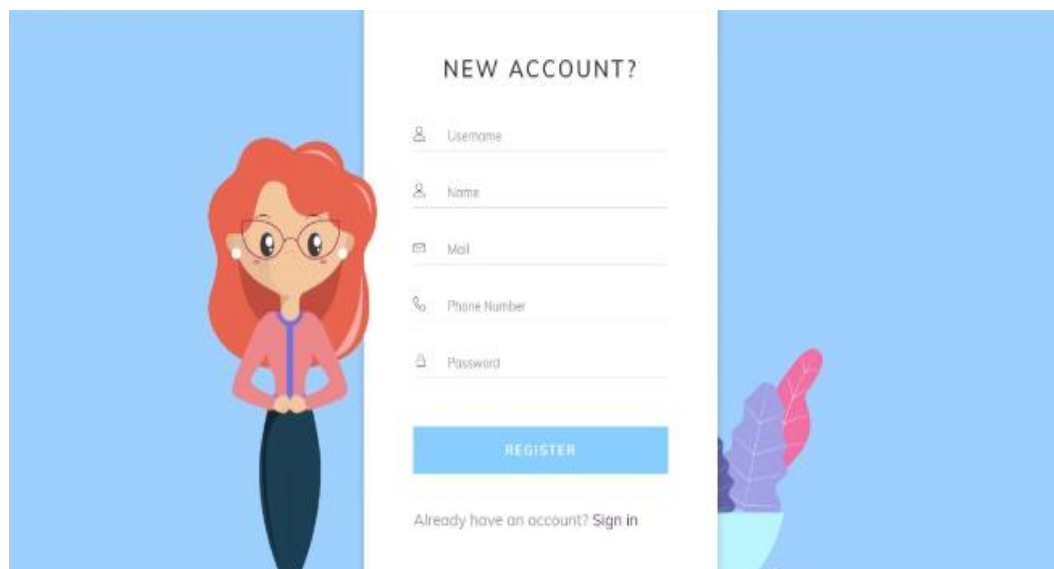 NEW ACCOUNT?
Username
Name
Mail
Phone Number
Password
REGISTER
Already have an account? Sign in